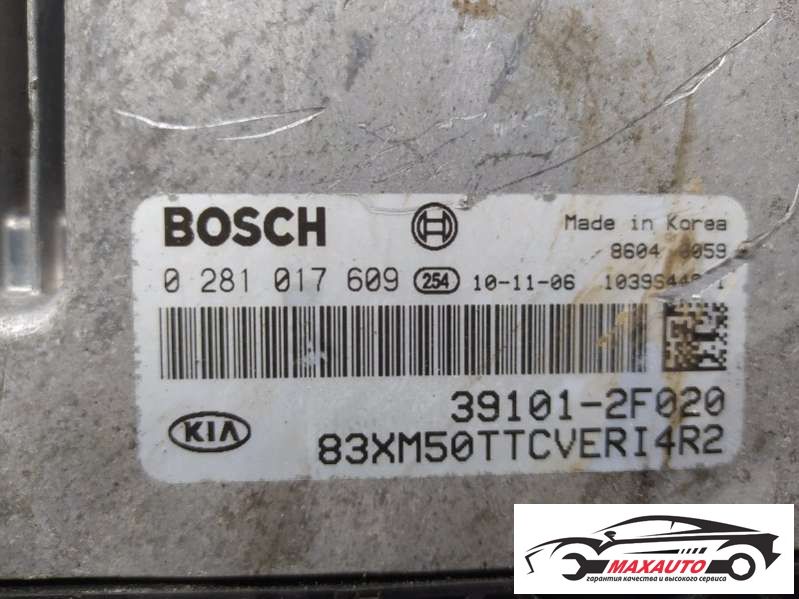 BOSCH
Made in Korea
0 281 017 609 254 10-11-06
39101-2F020
KIA
83XM50TTCVERI4R2
MAXAUTO
гарантия качества и высокого сервиса